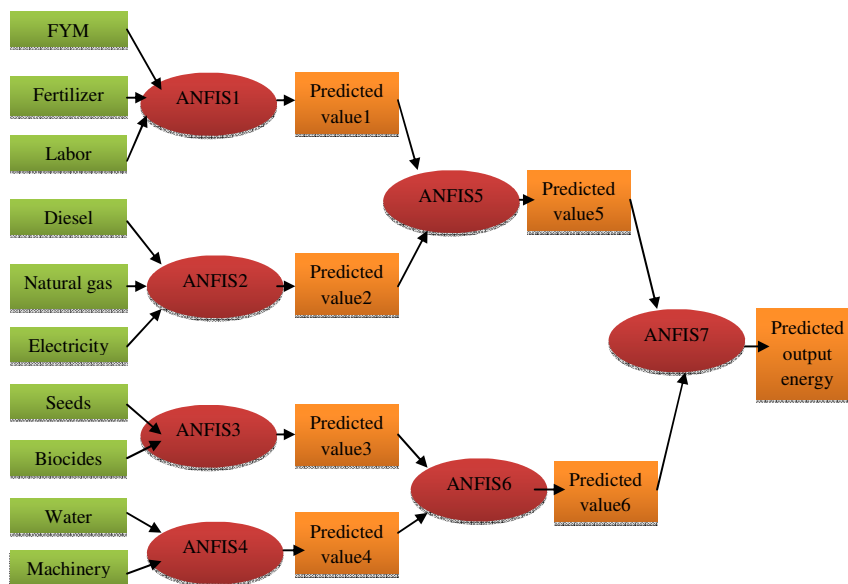 FYM
Fertilizer
Labor
ANFIS1
Predicted
value1
Diesel
Natural gas
Electricity
ANFIS2
Predicted
value2
ANFIS5
Predicted
value5
Seeds
Biocides
ANFIS3
Predicted
value3
Water
Machinery
ANFIS4
Predicted
value4
ANFIS6
Predicted
value6
ANFIS7
Predicted
output
energy